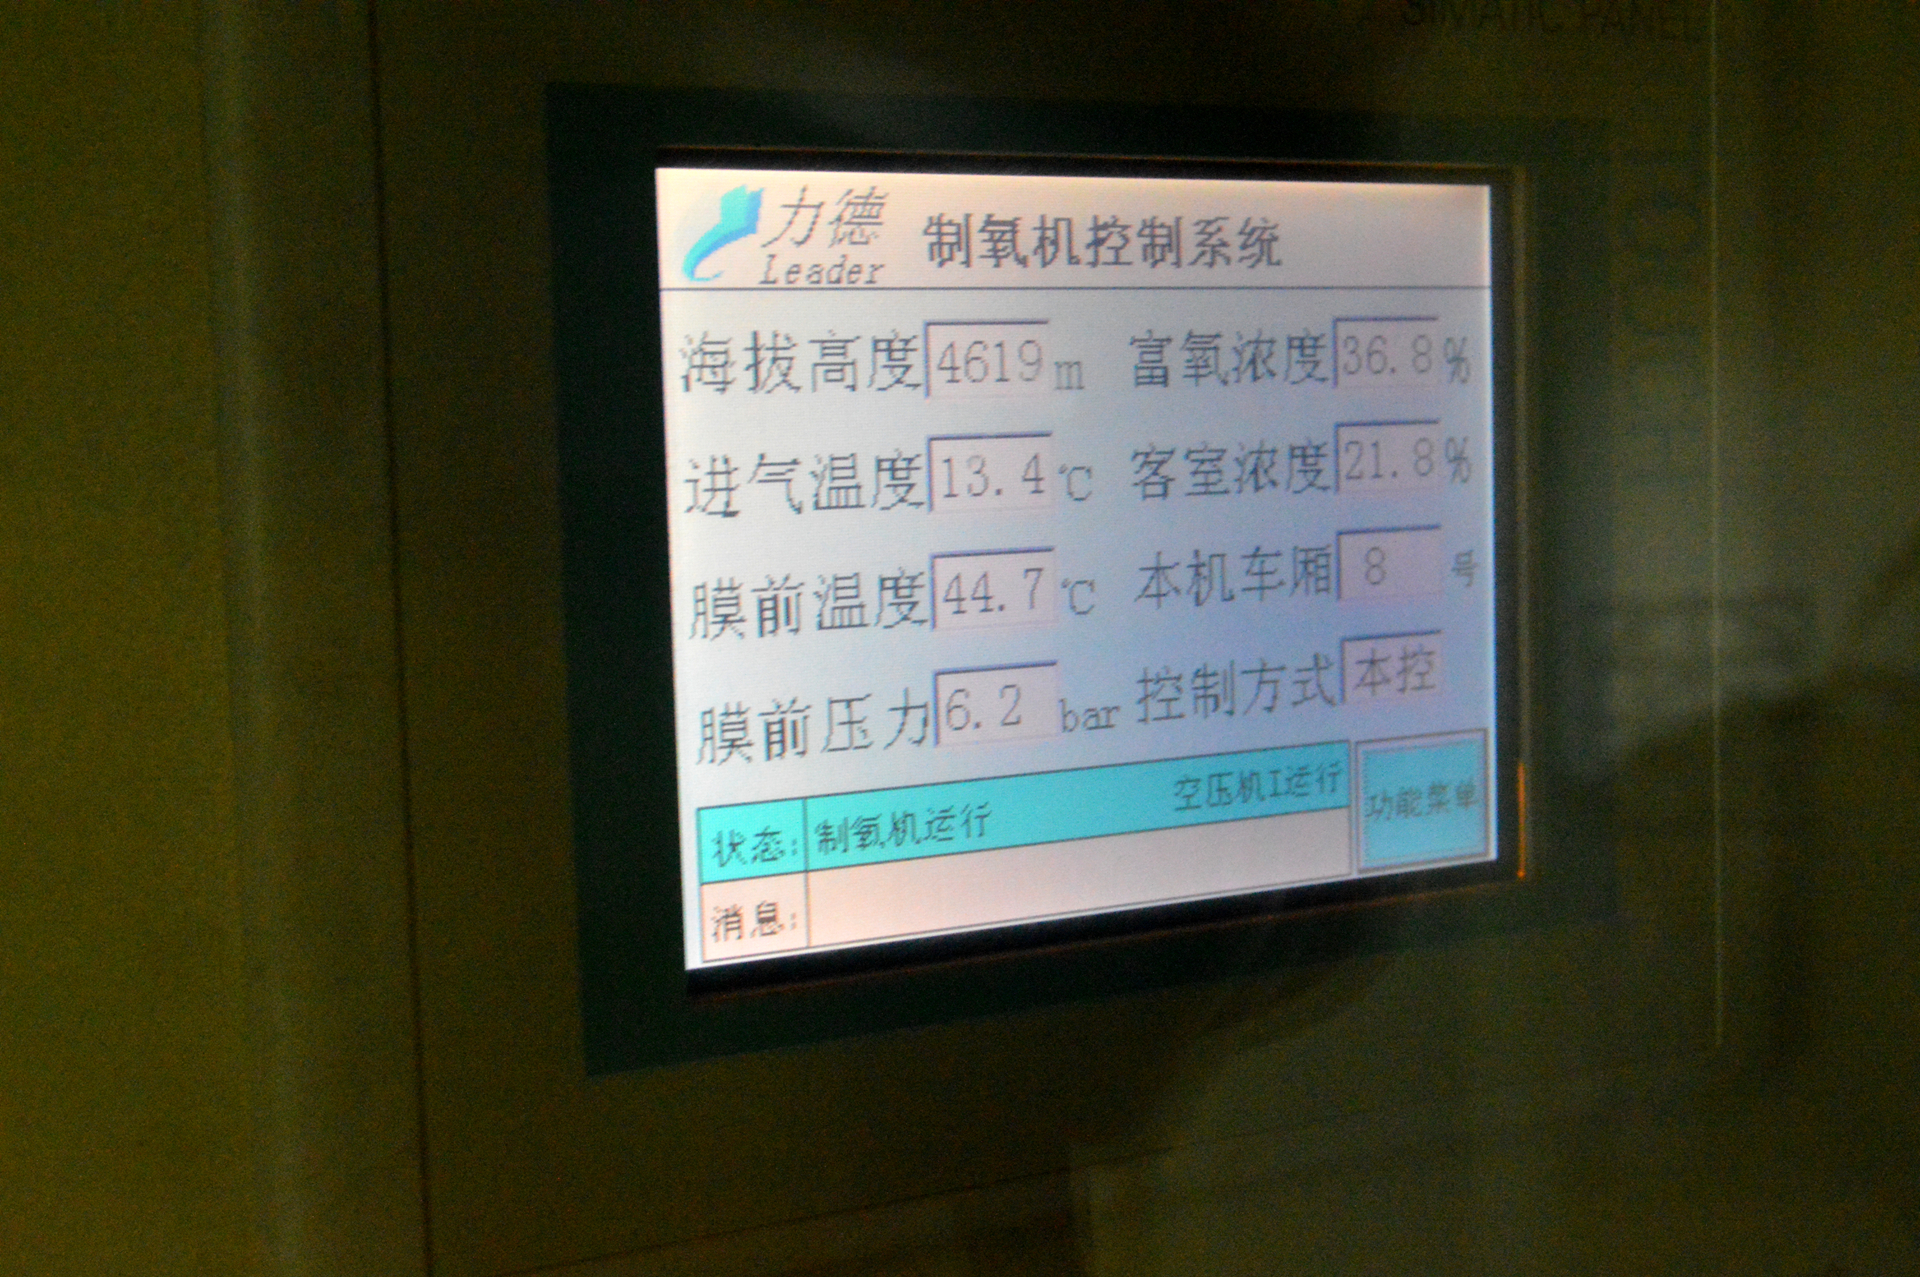 SIMATIC PANEL
力德
Leader
制氧机控制系统
海拔高度 4619 m 富氧浓度 36.8 %
进气温度 13.4 ℃ 客室浓度 21.8 %
膜前温度 44.7 ℃ 本机车厢 8 号
膜前压力 6.2 bar 控制方式 本控
状态: 制氧机运行 空压机I运行 功能菜单
消息: